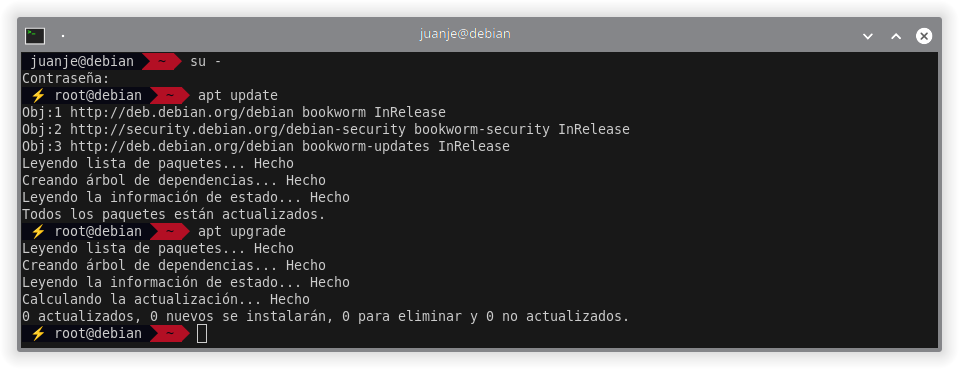 juanje@debian
juanje@debian ~ su -
Contraseña:
⚡ root@debian ~ apt update
Obj:1 http://deb.debian.org/debian bookworm InRelease
Obj:2 http://security.debian.org/debian-security bookworm-security InRelease
Obj:3 http://deb.debian.org/debian bookworm-updates InRelease
Leyendo lista de paquetes... Hecho
Creando árbol de dependencias... Hecho
Leyendo la información de estado... Hecho
Todos los paquetes están actualizados.
⚡ root@debian ~ apt upgrade
Leyendo lista de paquetes... Hecho
Creando árbol de dependencias... Hecho
Leyendo la información de estado... Hecho
Calculando la actualización... Hecho
0 actualizados, 0 nuevos se instalarán, 0 para eliminar y 0 no actualizados.
⚡ root@debian ~